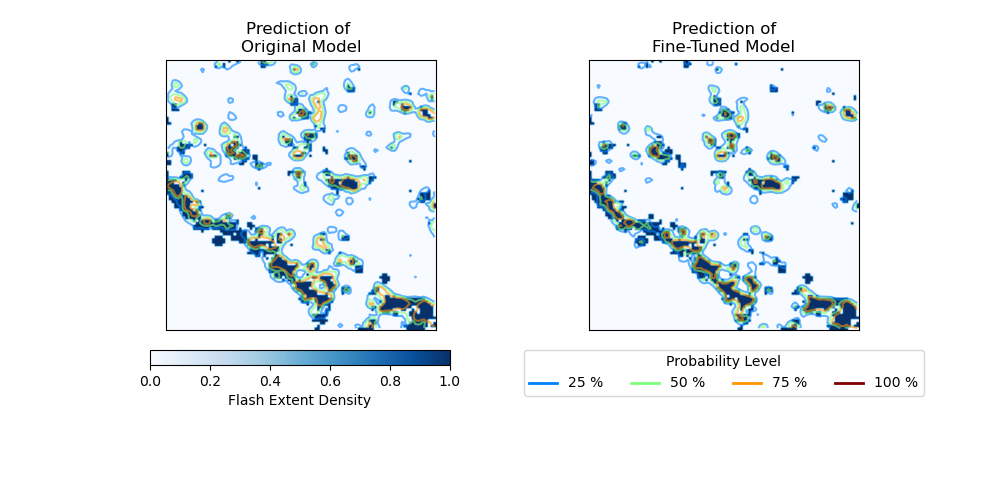 Prediction of
Original Model
Prediction of
Fine-Tuned Model
0.0 0.2 0.4 0.6 0.8 1.0
Flash Extent Density
Probability Level
25 % 50 % 75 % 100 %